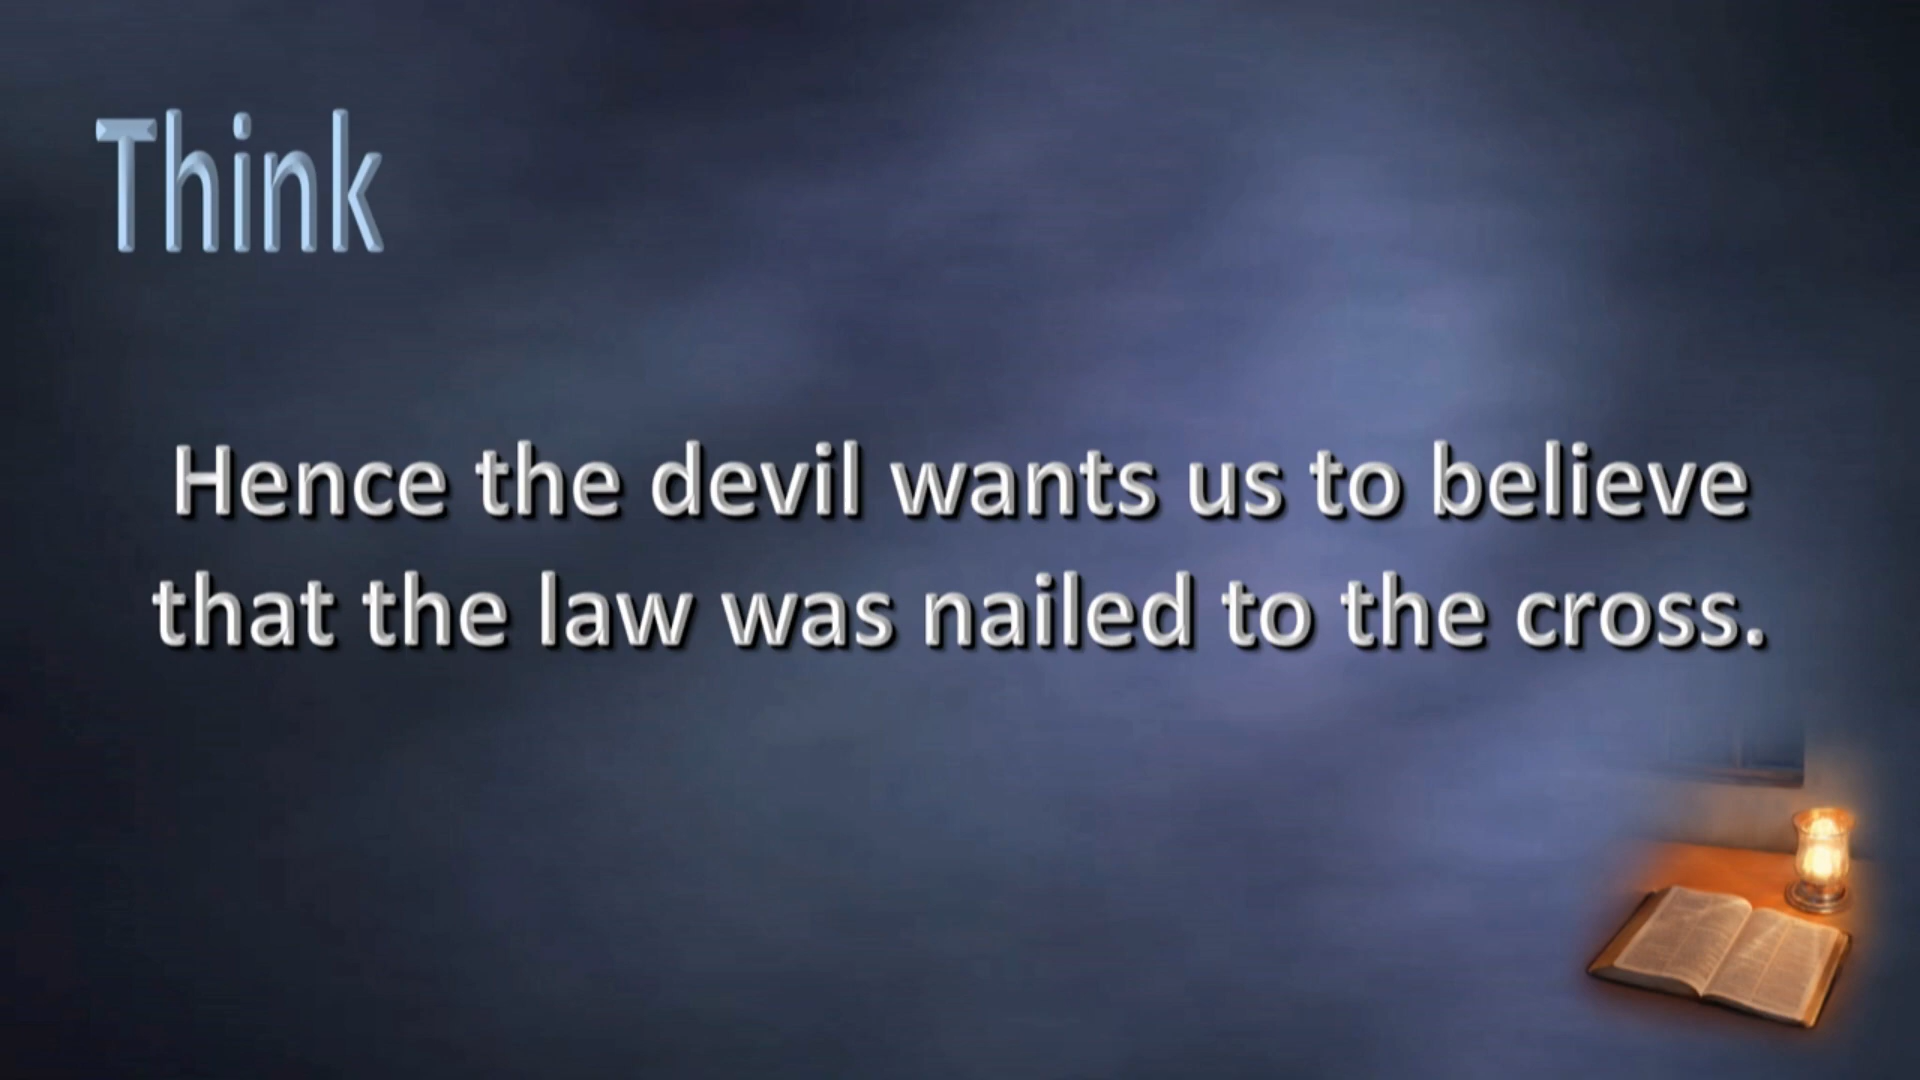 Think
Hence the devil wants us to believe
that the law was nailed to the cross.